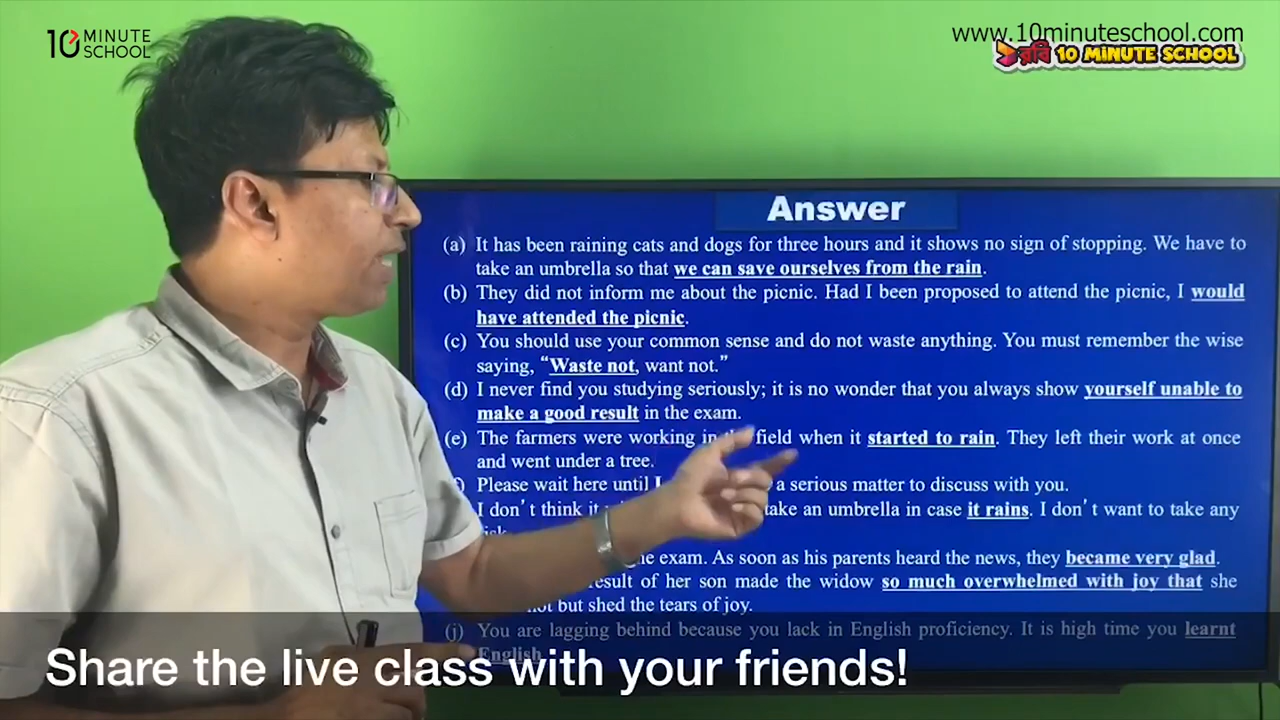 10 MINUTE
SCHOOL
www.10minuteschool.com
রবি 10 MiNUTE SCHOOL
Answer
(a) It has been raining cats and dogs for three hours and it shows no sign of stopping. We have to
take an umbrella so that we can save ourselves from the rain.
(b) They did not inform me about the picnic. Had I been proposed to attend the picnic, I would
have attended the picnic.
(c) You should use your common sense and do not waste anything. You must remember the wise
saying, “Waste not, want not.”
(d) I never find you studying seriously; it is no wonder that you always show yourself unable to
make a good result in the exam.
(e) The farmers were working in the field when it started to rain. They left their work at once
and went under a tree.
Please wait here until I a serious matter to discuss with you.
I don’t think it take an umbrella in case it rains. I don’t want to take any
exam. As soon as his parents heard the news, they became very glad.
result of her son made the widow so much overwhelmed with joy that she
not but shed the tears of joy.
(j) You are lagging behind because you lack in English proficiency. It is high time you learnt
English.
Share the live class with your friends!